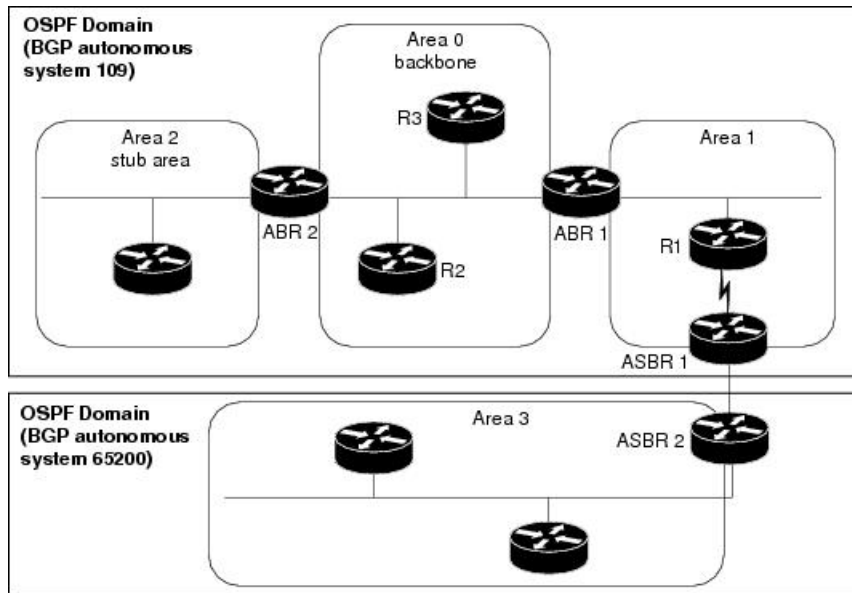 OSPF Domain
(BGP autonomous
system 109)
Area 0
backbone
R3
Area 2
stub area
Area 1
ABR 2
ABR 1
R1
R2
ASBR 1
OSPF Domain
(BGP autonomous
system 65200)
Area 3
ASBR 2